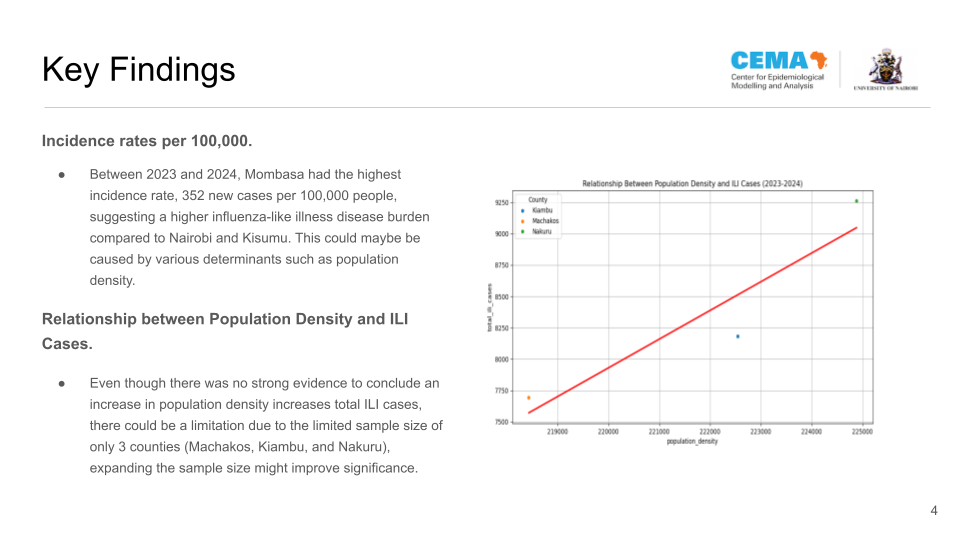 Key Findings
CEMA
Center for Epidemiological
Modelling and Analysis
UNIVERSITY OF NAIROBI
Incidence rates per 100,000.
● Between 2023 and 2024, Mombasa had the highest
incidence rate, 352 new cases per 100,000 people,
suggesting a higher influenza-like illness disease burden
compared to Nairobi and Kisumu. This could maybe be
caused by various determinants such as population
density.
Relationship between Population Density and ILI
Cases.
● Even though there was no strong evidence to conclude an
increase in population density increases total ILI cases,
there could be a limitation due to the limited sample size of
only 3 counties (Machakos, Kiambu, and Nakuru),
expanding the sample size might improve significance.
Relationship Between Population Density and ILI Cases (2023-2024)
County
Kiambu
Machakos
Nakuru
total_ili_cases
9250
9000
8750
8500
8250
8000
7750
7500
219000 220000 221000 222000 223000 224000 225000
population_density
4